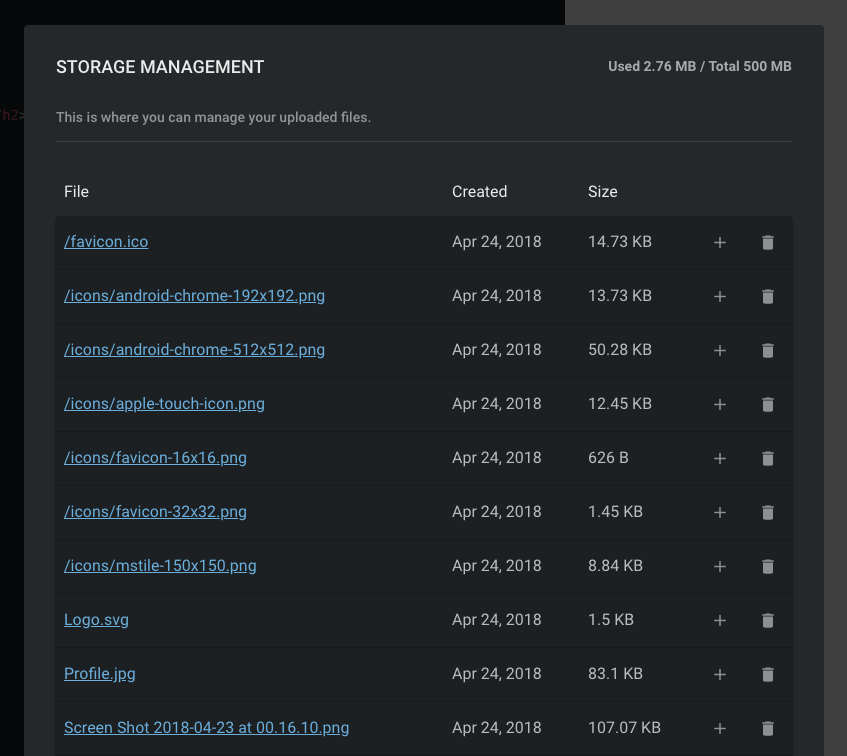 STORAGE MANAGEMENT Used 2.76 MB / Total 500 MB
/h2>
This is where you can manage your uploaded files.
File Created Size
/favicon.ico Apr 24, 2018 14.73 KB
/icons/android-chrome-192x192.png Apr 24, 2018 13.73 KB
/icons/android-chrome-512x512.png Apr 24, 2018 50.28 KB
/icons/apple-touch-icon.png Apr 24, 2018 12.45 KB
/icons/favicon-16x16.png Apr 24, 2018 626 B
/icons/favicon-32x32.png Apr 24, 2018 1.45 KB
/icons/mstile-150x150.png Apr 24, 2018 8.84 KB
Logo.svg Apr 24, 2018 1.5 KB
Profile.jpg Apr 24, 2018 83.1 KB
Screen Shot 2018-04-23 at 00.16.10.png Apr 24, 2018 107.07 KB